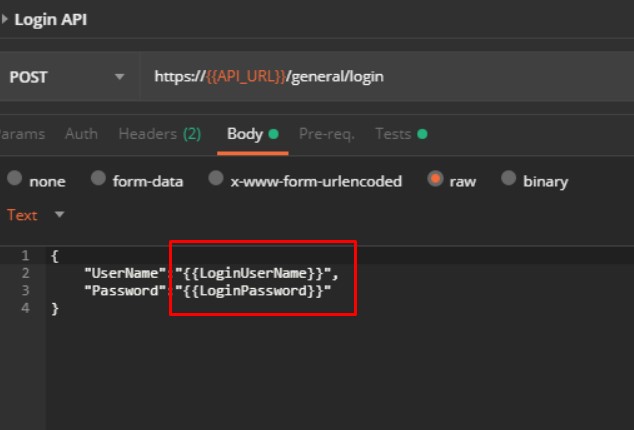 Login API
POST https://{{API_URL}}/general/login
Params Auth Headers (2) Body Pre-req. Tests
none form-data x-www-form-urlencoded raw binary
Text
1 {
2 "UserName":"{{LoginUserName}}",
3 "Password":"{{LoginPassword}}"
4 }